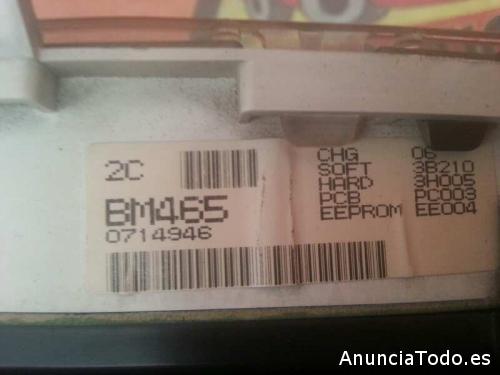 2C
BM465
0714946
CHG 06
SOFT 3B210
HARD 3H005
PCB PC003
EEPROM EE004
AnunciaTodo.es